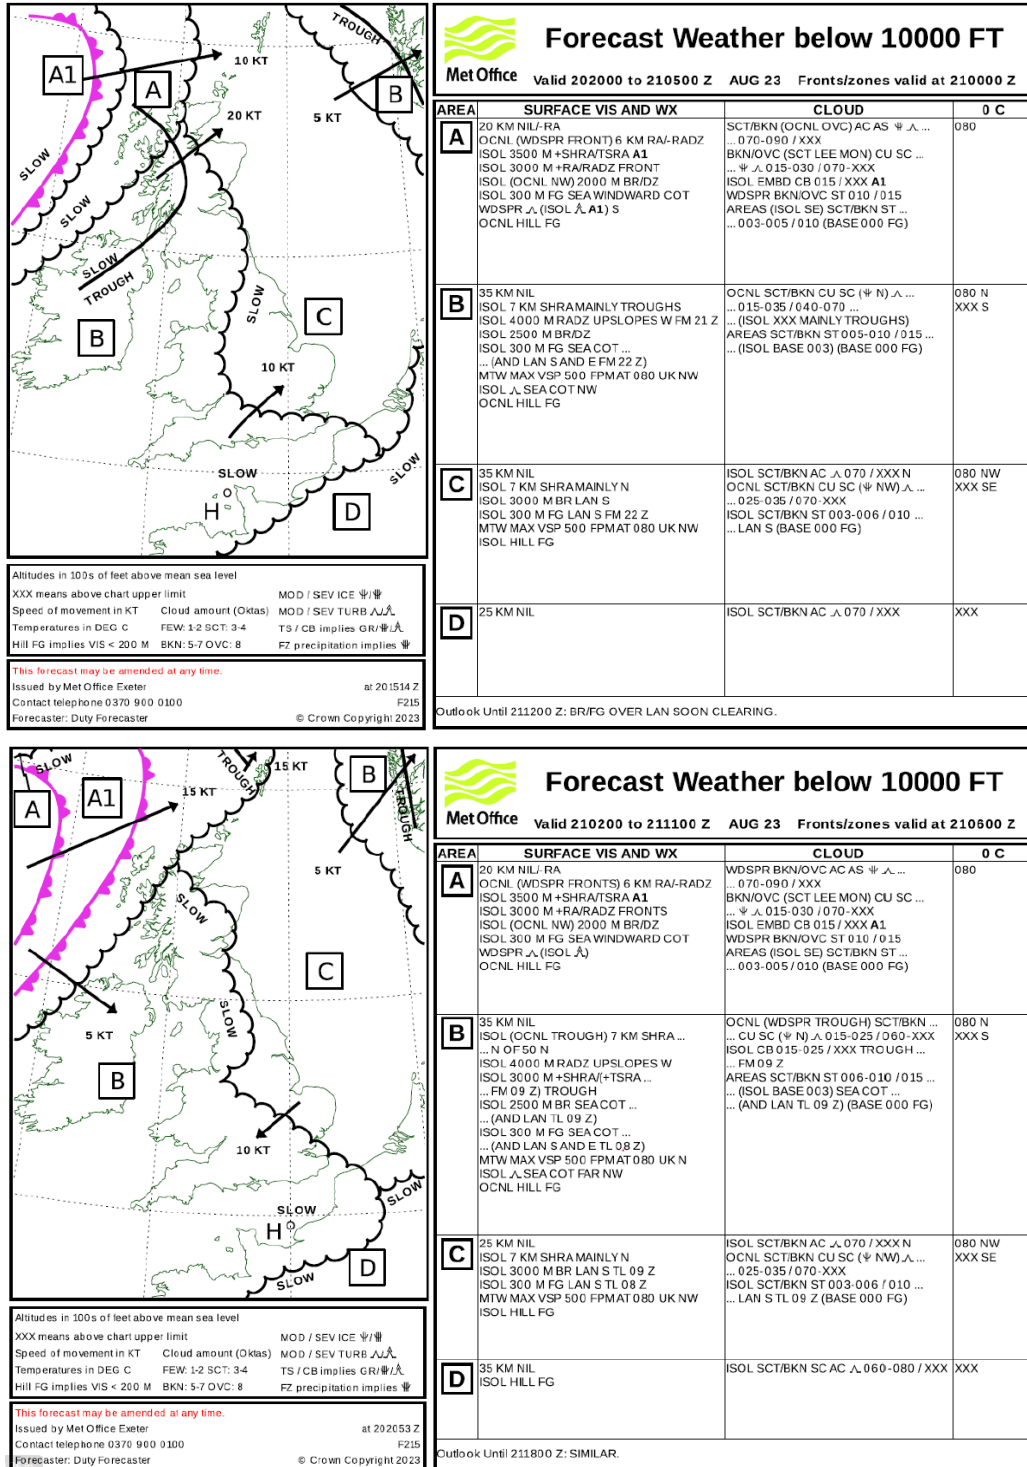 A1
A
B
TROUGH
10 KT
20 KT
5 KT
SLOW
SLOW
SLOW
TROUGH
SLOW
C
B
10 KT
SLOW
SLOW
H
D
Altitudes in 100s of feet above mean sea level
XXX means above chart upper limit MOD / SEV ICE
Speed of movement in KT Cloud amount (Oktas) MOD / SEV TURB
Temperatures in DEG C FEW: 1-2 SCT: 3-4 TS / CB implies GR/
Hill FG implies VIS < 200 M BKN: 5-7 OVC: 8 FZ precipitation implies
This forecast may be amended at any time.
Issued by Met Office Exeter at 201514 Z
Contact telephone 0370 900 0100 F215
Forecaster: Duty Forecaster © Crown Copyright 2023
Met Office
Forecast Weather below 10000 FT
Valid 202000 to 210500 Z AUG 23 Fronts/zones valid at 210000 Z
AREA SURFACE VIS AND WX CLOUD 0 C
A
20 KM NIL/-RA
OCNL (WDSPR FRONT) 6 KM RA/-RADZ
ISOL 3500 M +SHRA/TSRA A1
ISOL 3000 M +RA/RADZ FRONT
ISOL (OCNL NW) 2000 M BR/DZ
ISOL 300 M FG SEA WINDWARD COT
WDSPR (ISOL A1) S
OCNL HILL FG
SCT/BKN (OCNL OVC) AC AS ...
... 070-090 / XXX
BKN/OVC (SCT LEE MON) CU SC ...
... 015-030 / 070-XXX
ISOL EMBD CB 015 / XXX A1
WDSPR BKN/OVC ST 010 / 015
AREAS (ISOL SE) SCT/BKN ST ...
... 003-005 / 010 (BASE 000 FG)
080
B
35 KM NIL
ISOL 7 KM SHRA MAINLY TROUGHS
ISOL 4000 M RADZ UPSLOPES W FM 21 Z
ISOL 2500 M BR/DZ
ISOL 300 M FG SEA COT ...
... (AND LAN S AND E FM 22 Z)
MTW MAX VSP 500 FPM AT 080 UK NW
ISOL SEA COT NW
OCNL HILL FG
OCNL SCT/BKN CU SC ( N) ...
... 015-035 / 040-070 ...
... (ISOL XXX MAINLY TROUGHS)
AREAS SCT/BKN ST 005-010 / 015 ...
... (ISOL BASE 003) (BASE 000 FG)
080 N
XXX S
C
35 KM NIL
ISOL 7 KM SHRA MAINLY N
ISOL 3000 M BR LAN S
ISOL 300 M FG LAN S FM 22 Z
MTW MAX VSP 500 FPM AT 080 UK NW
ISOL HILL FG
ISOL SCT/BKN AC 070 / XXX N
OCNL SCT/BKN CU SC ( NW) ...
... 025-035 / 070-XXX
ISOL SCT/BKN ST 003-006 / 010 ...
... LAN S (BASE 000 FG)
080 NW
XXX SE
D
25 KM NIL
ISOL SCT/BKN AC 070 / XXX
XXX
Outlook Until 211200 Z: BR/FG OVER LAN SOON CLEARING.
SLOW
A
A1
15 KT
TROUGH
15 KT
B
TROUGH
5 KT
SLOW
C
SLOW
5 KT
B
10 KT
SLOW
SLOW
H
D
SLOW
Altitudes in 100s of feet above mean sea level
XXX means above chart upper limit MOD / SEV ICE
Speed of movement in KT Cloud amount (Oktas) MOD / SEV TURB
Temperatures in DEG C FEW: 1-2 SCT: 3-4 TS / CB implies GR/
Hill FG implies VIS < 200 M BKN: 5-7 OVC: 8 FZ precipitation implies
This forecast may be amended at any time.
Issued by Met Office Exeter at 202053 Z
Contact telephone 0370 900 0100 F215
Forecaster: Duty Forecaster © Crown Copyright 2023
Met Office
Forecast Weather below 10000 FT
Valid 210200 to 211100 Z AUG 23 Fronts/zones valid at 210600 Z
AREA SURFACE VIS AND WX CLOUD 0 C
A
20 KM NIL/-RA
OCNL (WDSPR FRONTS) 6 KM RA/-RADZ
ISOL 3500 M +SHRA/TSRA A1
ISOL 3000 M +RA/RADZ FRONTS
ISOL (OCNL NW) 2000 M BR/DZ
ISOL 300 M FG SEA WINDWARD COT
WDSPR (ISOL )
OCNL HILL FG
WDSPR BKN/OVC AC AS ...
... 070-090 / XXX
BKN/OVC (SCT LEE MON) CU SC ...
... 015-030 / 070-XXX
ISOL EMBD CB 015 / XXX A1
WDSPR BKN/OVC ST 010 / 015
AREAS (ISOL SE) SCT/BKN ST ...
... 003-005 / 010 (BASE 000 FG)
080
B
35 KM NIL
ISOL (OCNL TROUGH) 7 KM SHRA ...
... N OF 50 N
ISOL 4000 M RADZ UPSLOPES W
ISOL 3000 M +SHRA/(+TSRA ...
... FM 09 Z) TROUGH
ISOL 2500 M BR SEA COT ...
... (AND LAN TL 09 Z)
ISOL 300 M FG SEA COT ...
... (AND LAN S AND E TL 08 Z)
MTW MAX VSP 500 FPM AT 080 UK N
ISOL SEA COT FAR NW
OCNL HILL FG
OCNL (WDSPR TROUGH) SCT/BKN ...
... CU SC ( N) 015-025 / 060-XXX
ISOL CB 015-025 / XXX TROUGH ...
... FM 09 Z
AREAS SCT/BKN ST 006-010 / 015 ...
... (ISOL BASE 003) SEA COT ...
... (AND LAN TL 09 Z) (BASE 000 FG)
080 N
XXX S
C
25 KM NIL
ISOL 7 KM SHRA MAINLY N
ISOL 3000 M BR LAN S TL 09 Z
ISOL 300 M FG LAN S TL 08 Z
MTW MAX VSP 500 FPM AT 080 UK NW
ISOL HILL FG
ISOL SCT/BKN AC 070 / XXX N
OCNL SCT/BKN CU SC ( NW) ...
... 025-035 / 070-XXX
ISOL SCT/BKN ST 003-006 / 010 ...
... LAN S TL 09 Z (BASE 000 FG)
080 NW
XXX SE
D
35 KM NIL
ISOL HILL FG
ISOL SCT/BKN SC AC 060-080 / XXX
XXX
Outlook Until 211800 Z: SIMILAR.